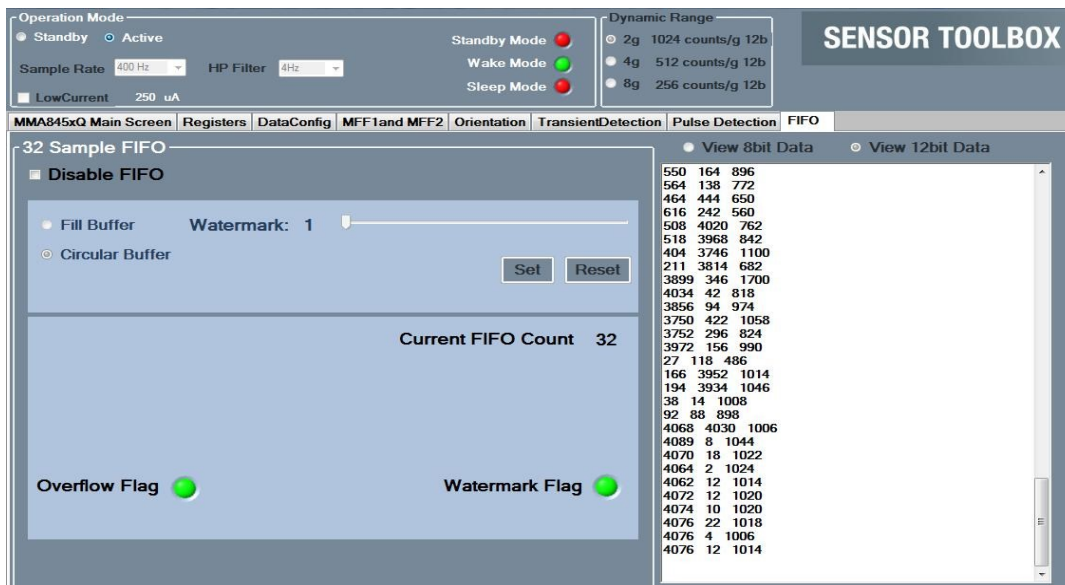 Operation Mode
Standby Active
Sample Rate 400 Hz HP Filter 4Hz
LowCurrent 250 uA
Standby Mode
Wake Mode
Sleep Mode
Dynamic Range
2g 1024 counts/g 12b
4g 512 counts/g 12b
8g 256 counts/g 12b
SENSOR TOOLBOX
MMA845xQ Main Screen Registers DataConfig MFF1and MFF2 Orientation TransientDetection Pulse Detection FIFO
32 Sample FIFO
Disable FIFO
Fill Buffer Watermark: 1
Circular Buffer
Set Reset
Current FIFO Count 32
Overflow Flag Watermark Flag
View 8bit Data View 12bit Data
550 164 896
564 138 772
464 444 650
616 242 560
508 4020 762
518 3968 842
404 3746 1100
211 3814 682
3899 346 1700
4034 42 818
3856 94 974
3750 422 1058
3752 296 824
3972 156 990
27 118 486
166 3952 1014
194 3934 1046
38 14 1008
92 88 898
4068 4030 1006
4089 8 1044
4070 18 1022
4064 2 1024
4062 12 1014
4072 12 1020
4074 10 1020
4076 22 1018
4076 4 1006
4076 12 1014